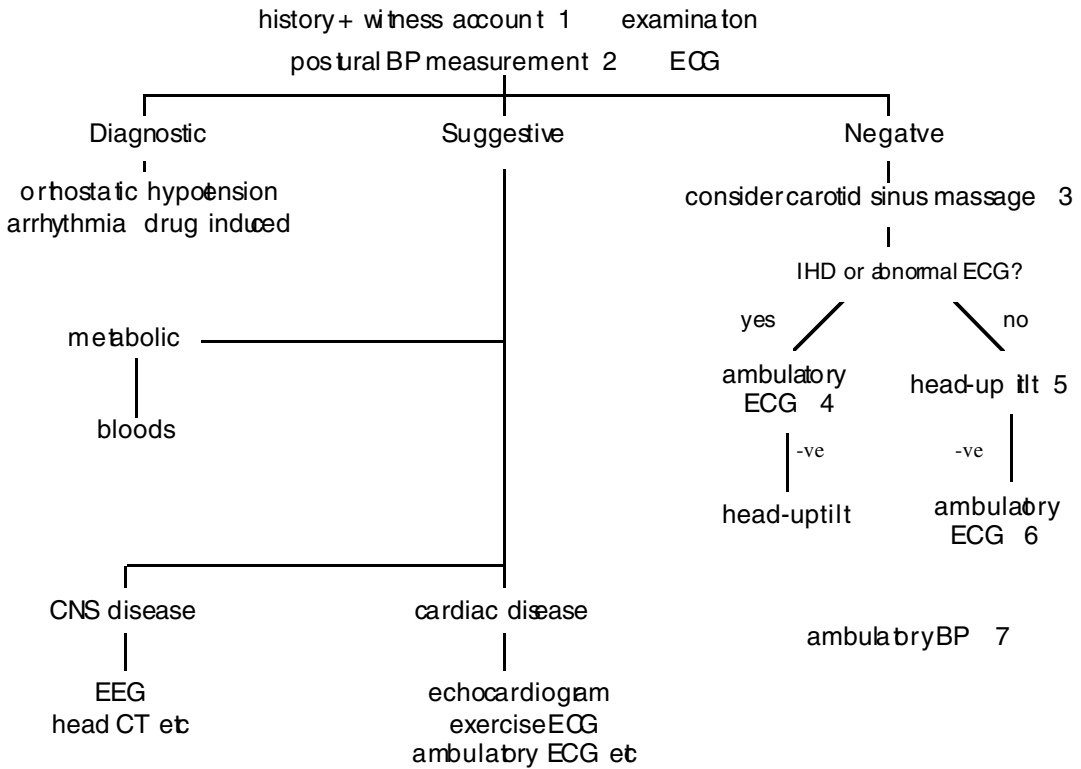 history + witness account 1 examinaton
postural BP measurement 2 ECG
Diagnostic
Suggestive
Negatve
orthostatic hypotension
arrhythmia drug induced
consider carotid sinus massage 3
IHD or abnormal ECG?
yes
no
metabolic
bloods
ambulatory
ECG 4
head-up tilt 5
-ve
-ve
head-up tilt
ambulatory
ECG 6
CNS disease
cardiac disease
ambulatory BP 7
EEG
head CT etc
echocardiogram
exercise ECG
ambulatory ECG etc